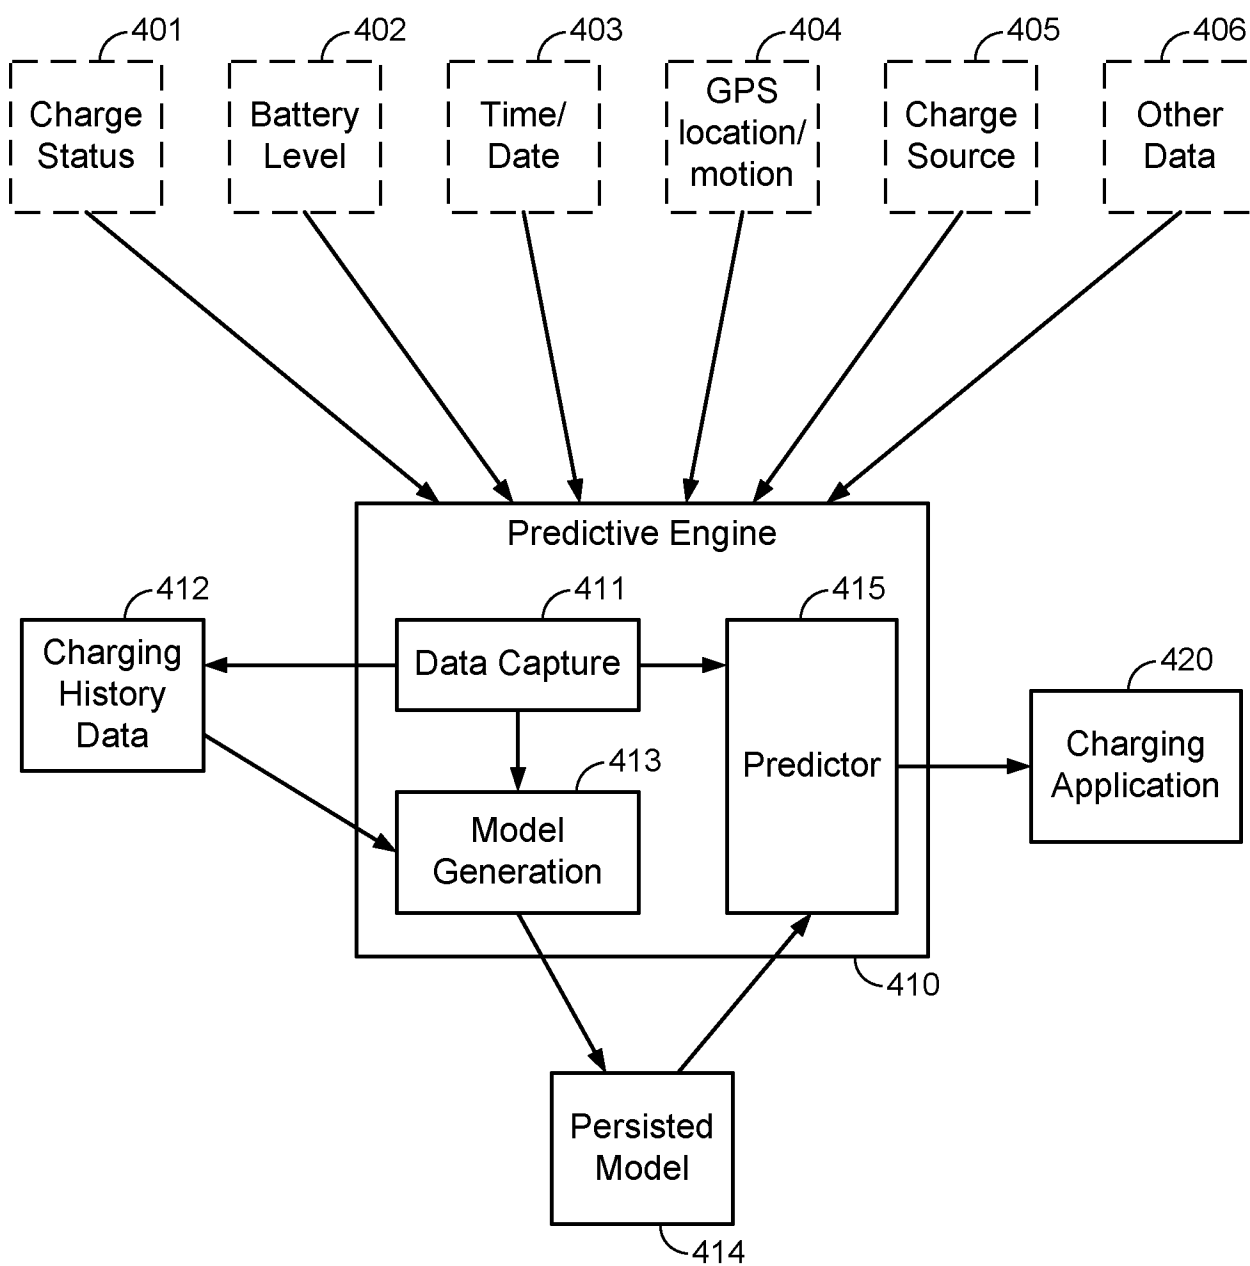 401
402
403
404
405
406
Charge
Status
Battery
Level
Time/
Date
GPS
location/
motion
Charge
Source
Other
Data
Predictive Engine
412
411
415
Charging
History
Data
Data Capture
420
413
Predictor
Charging
Application
Model
Generation
410
Persisted
Model
414